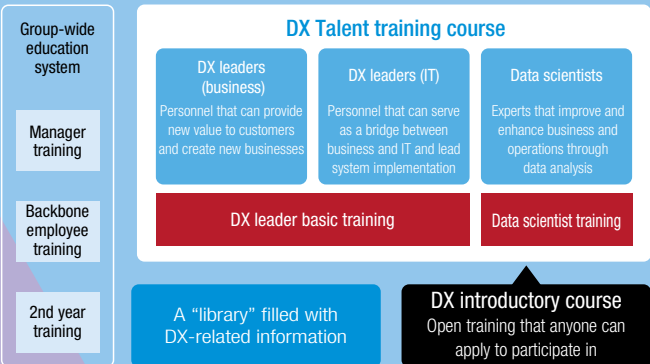 Group-wide
education
system
Manager
training
Backbone
employee
training
2nd year
training
DX Talent training course
DX leaders
(business)
Personnel that can provide
new value to customers
and create new businesses
DX leaders (IT)
Personnel that can serve
as a bridge between
business and IT and lead
system implementation
Data scientists
Experts that improve and
enhance business and
operations through
data analysis
DX leader basic training
Data scientist training
A “library” filled with
DX-related information
DX introductory course
Open training that anyone can
apply to participate in